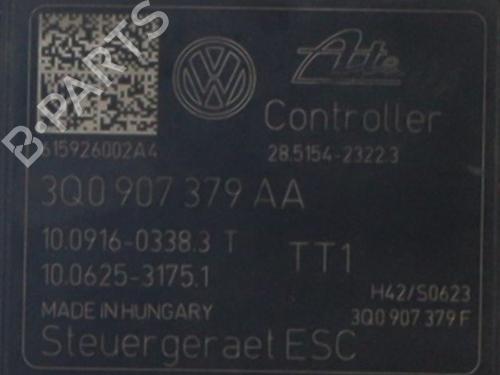 Ate
Controller
615926002A4
28.5154-2322.3
3Q0 907 379 AA
10.0916-0338.3 T
TT1
10.0625-3175.1
H42/S0623
MADE IN HUNGARY
3Q0 907 379 F
Steuergeraet ESC
B-PARTS